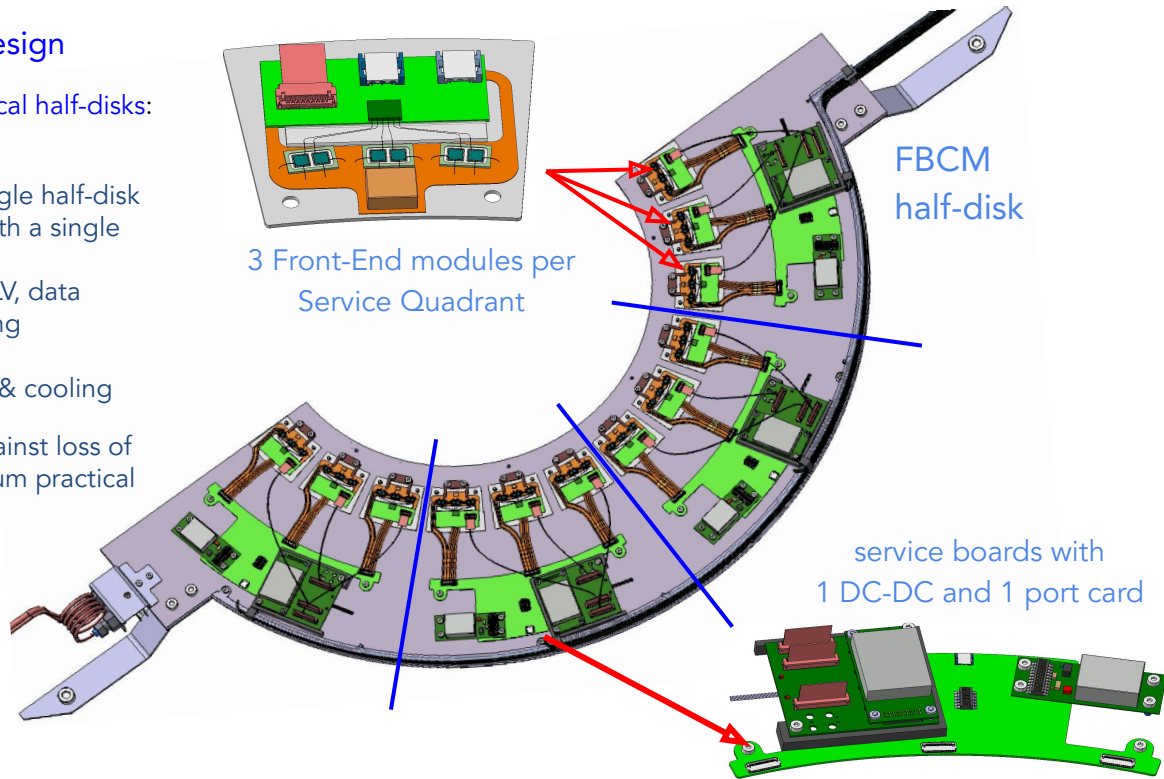 esign
cal half-disks:
gle half-disk
th a single
LV, data
ng
& cooling
ainst loss of
um practical
3 Front-End modules per
Service Quadrant
FBCM
half-disk
service boards with
1 DC-DC and 1 port card